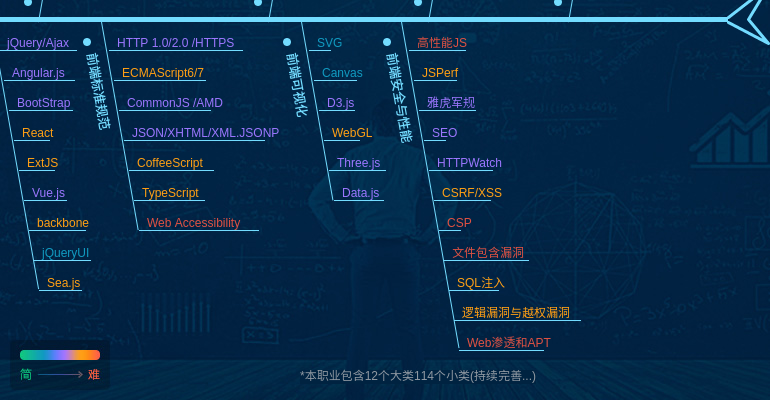 jQuery/Ajax
Angular.js
BootStrap
React
ExtJS
Vue.js
backbone
jQueryUI
Sea.js
前端标准规范
HTTP 1.0/2.0 /HTTPS
ECMAScript6/7
CommonJS /AMD
JSON/XHTML/XML.JSONP
CoffeeScript
TypeScript
Web Accessibility
前端可视化
SVG
Canvas
D3.js
WebGL
Three.js
Data.js
前端安全与性能
高性能JS
JSPerf
雅虎军规
SEO
HTTPWatch
CSRF/XSS
CSP
文件包含漏洞
SQL注入
逻辑漏洞与越权漏洞
Web渗透和APT
简 难
*本职业包含12个大类114个小类(持续完善...)